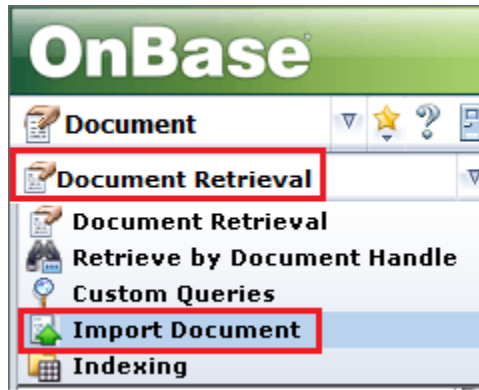 OnBase
Document
Document Retrieval
Document Retrieval
Retrieve by Document Handle
Custom Queries
Import Document
Indexing